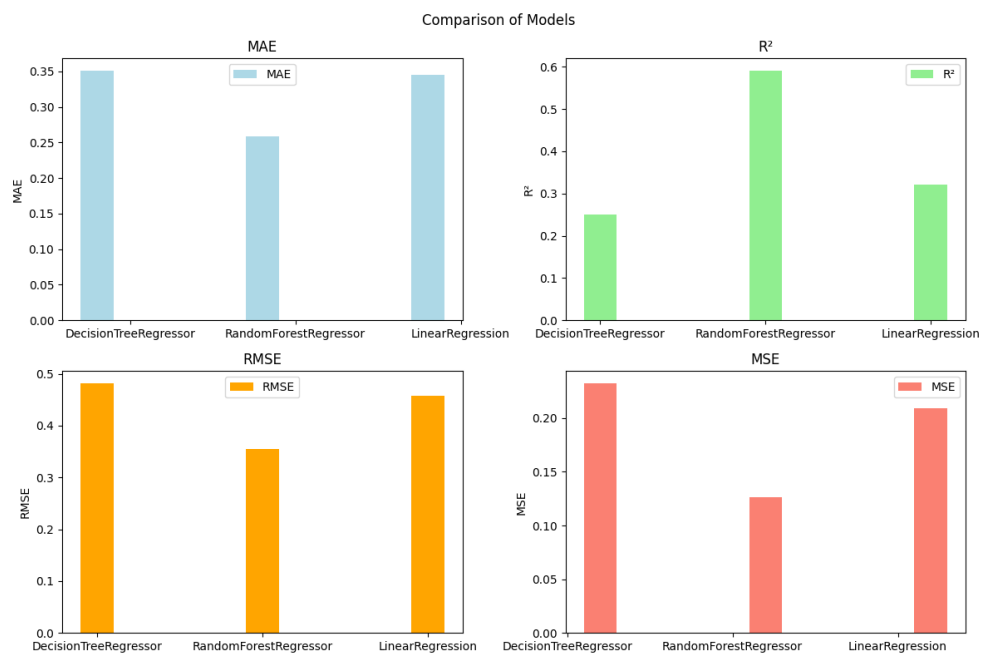 Comparison of Models
MAE
MAE
MAE
0.35
0.30
0.25
0.20
0.15
0.10
0.05
0.00
DecisionTreeRegressor RandomForestRegressor LinearRegression
R²
R²
R²
0.6
0.5
0.4
0.3
0.2
0.1
0.0
DecisionTreeRegressor RandomForestRegressor LinearRegression
RMSE
RMSE
RMSE
0.5
0.4
0.3
0.2
0.1
0.0
DecisionTreeRegressor RandomForestRegressor LinearRegression
MSE
MSE
MSE
0.20
0.15
0.10
0.05
0.00
DecisionTreeRegressor RandomForestRegressor LinearRegression